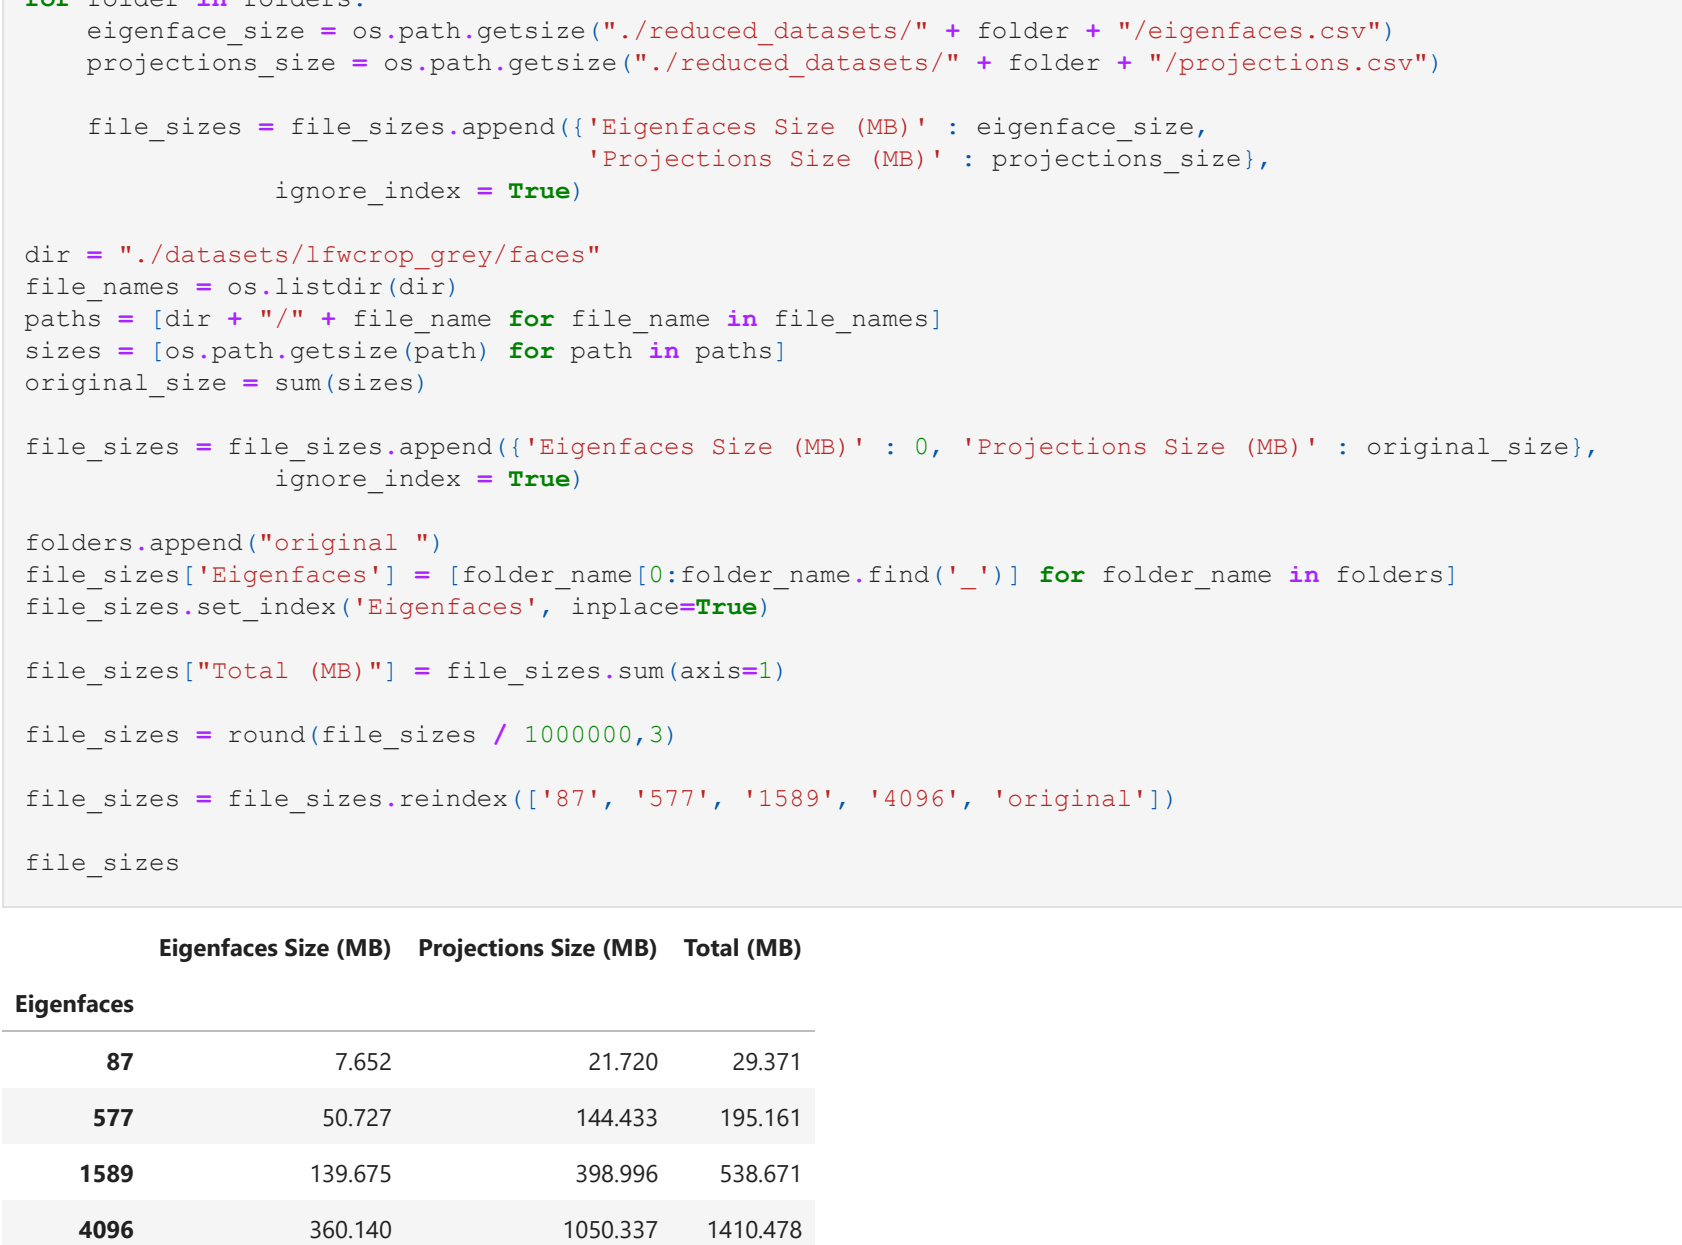 for folder in folders:
    eigenface_size = os.path.getsize("./reduced_datasets/" + folder + "/eigenfaces.csv")
    projections_size = os.path.getsize("./reduced_datasets/" + folder + "/projections.csv")

    file_sizes = file_sizes.append({'Eigenfaces Size (MB)' : eigenface_size,
                                    'Projections Size (MB)' : projections_size},
                ignore_index = True)

dir = "./datasets/lfwcrop_grey/faces"
file_names = os.listdir(dir)
paths = [dir + "/" + file_name for file_name in file_names]
sizes = [os.path.getsize(path) for path in paths]
original_size = sum(sizes)

file_sizes = file_sizes.append({'Eigenfaces Size (MB)' : 0, 'Projections Size (MB)' : original_size},
                ignore_index = True)

folders.append("original ")
file_sizes['Eigenfaces'] = [folder_name[0:folder_name.find('_')] for folder_name in folders]
file_sizes.set_index('Eigenfaces', inplace=True)

file_sizes["Total (MB)"] = file_sizes.sum(axis=1)

file_sizes = round(file_sizes / 1000000,3)

file_sizes = file_sizes.reindex(['87', '577', '1589', '4096', 'original'])

file_sizes

Eigenfaces Size (MB) Projections Size (MB) Total (MB)
Eigenfaces
87 7.652 21.720 29.371
577 50.727 144.433 195.161
1589 139.675 398.996 538.671
4096 360.140 1050.337 1410.478